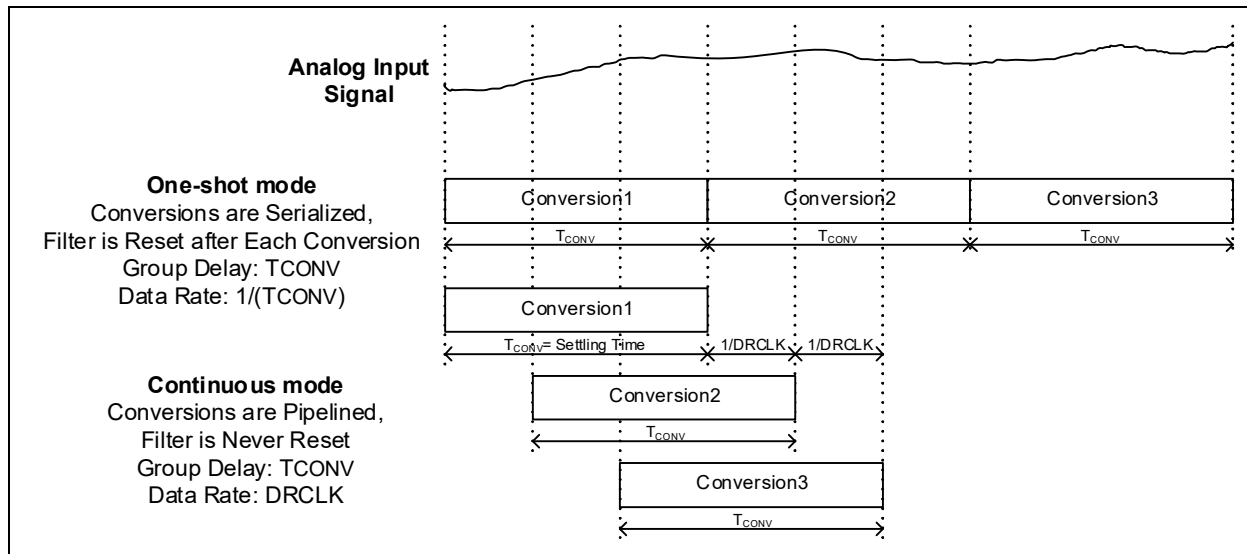 Analog Input
Signal
One-shot mode
Conversions are Serialized,
Filter is Reset after Each Conversion
Group Delay: TCONV
Data Rate: 1/(TCONV)
Conversion1
Conversion2
Conversion3
TCONV
TCONV
TCONV
Conversion1
TCONV= Settling Time
1/DRCLK
1/DRCLK
Continuous mode
Conversions are Pipelined,
Filter is Never Reset
Group Delay: TCONV
Data Rate: DRCLK
Conversion2
TCONV
Conversion3
TCONV